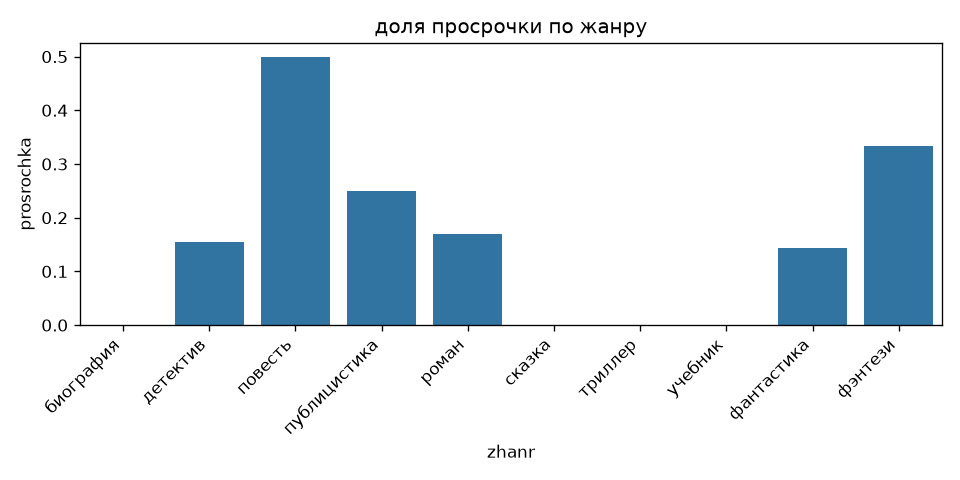 доля просрочки по жанру
prosrochka
0.5
0.4
0.3
0.2
0.1
0.0
биография
детектив
повесть
публицистика
роман
сказка
триллер
учебник
фантастика
фэнтези
zhanr